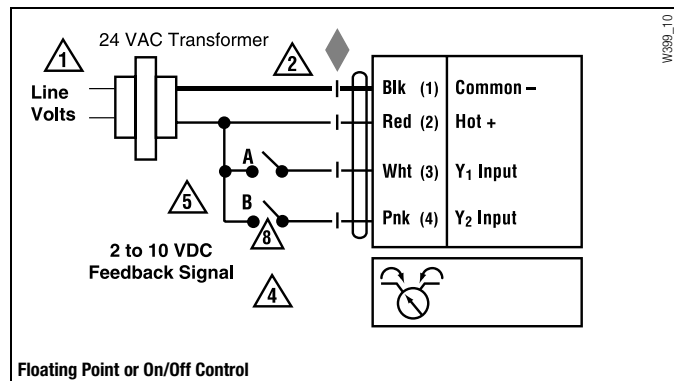 W399_10
24 VAC Transformer
1
2
Line
Volts
Blk (1) Common –
Red (2) Hot +
A
Wht (3) Y₁ Input
5
B
Pnk (4) Y₂ Input
8
2 to 10 VDC
Feedback Signal
4
Floating Point or On/Off Control